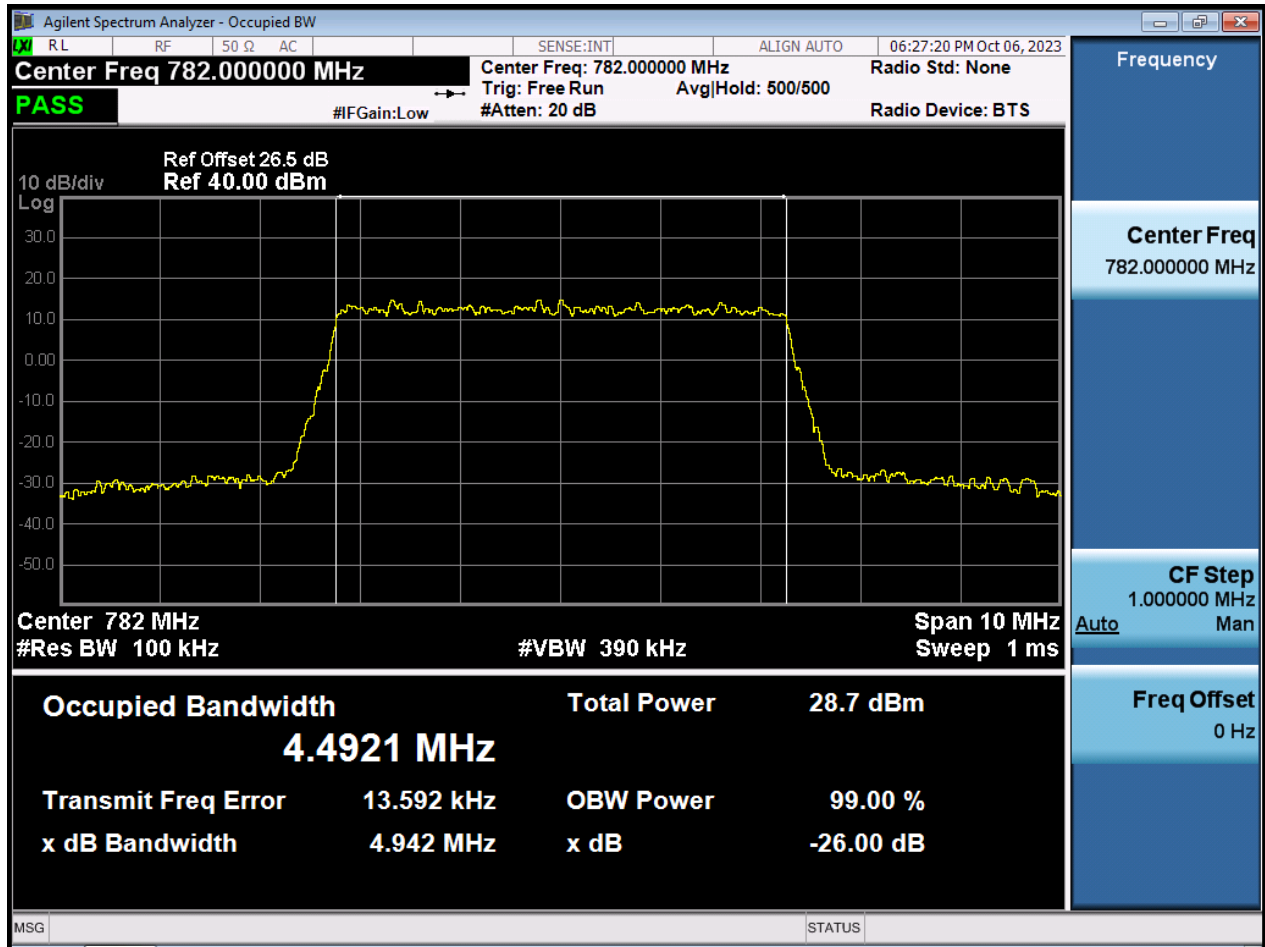 Agilent Spectrum Analyzer - Occupied BW
LXI RL RF 50 Ω AC SENSE:INT ALIGN AUTO 06:27:20 PM Oct 06, 2023
Center Freq 782.000000 MHz
PASS
#IFGain:Low
Center Freq: 782.000000 MHz
Trig: Free Run Avg|Hold: 500/500
#Atten: 20 dB
Radio Std: None
Radio Device: BTS
Ref Offset 26.5 dB
10 dB/div Ref 40.00 dBm
Log
30.0
20.0
10.0
0.00
-10.0
-20.0
-30.0
-40.0
-50.0
Center 782 MHz Span 10 MHz
#Res BW 100 kHz #VBW 390 kHz Sweep 1 ms
Occupied Bandwidth Total Power 28.7 dBm
4.4921 MHz
Transmit Freq Error 13.592 kHz OBW Power 99.00 %
x dB Bandwidth 4.942 MHz x dB -26.00 dB
Frequency
Center Freq
782.000000 MHz
CF Step
1.000000 MHz
Auto Man
Freq Offset
0 Hz
MSG STATUS